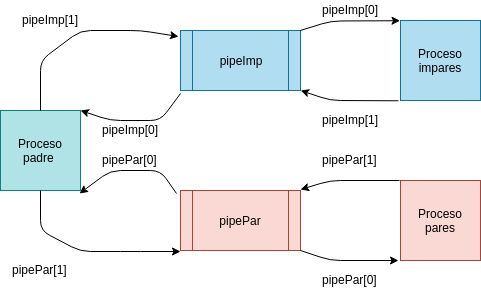 pipeImp[1]
pipeImp[0]
pipeImp
Proceso
impares
pipeImp[0]
pipeImp[1]
Proceso
padre
pipePar[0]
pipePar[1]
pipePar
Proceso
pares
pipePar[1]
pipePar[0]